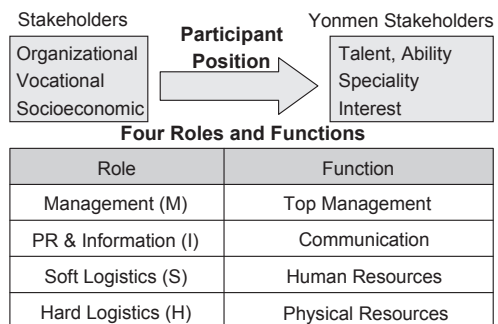 Stakeholders
Yonmen Stakeholders
Organizational
Vocational
Socioeconomic
Participant
Position
Talent, Ability
Speciality
Interest
Four Roles and Functions
Role Function
Management (M) Top Management
PR & Information (I) Communication
Soft Logistics (S) Human Resources
Hard Logistics (H) Physical Resources